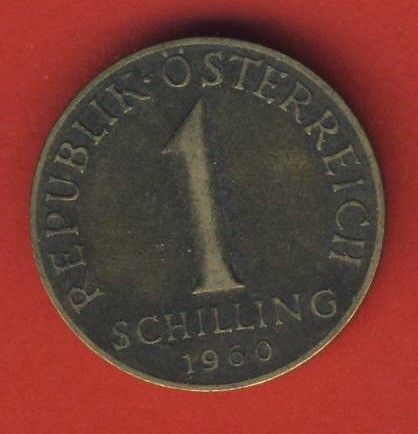 REPUBLIK·ÖSTERREICH
1
SCHILLING
1960